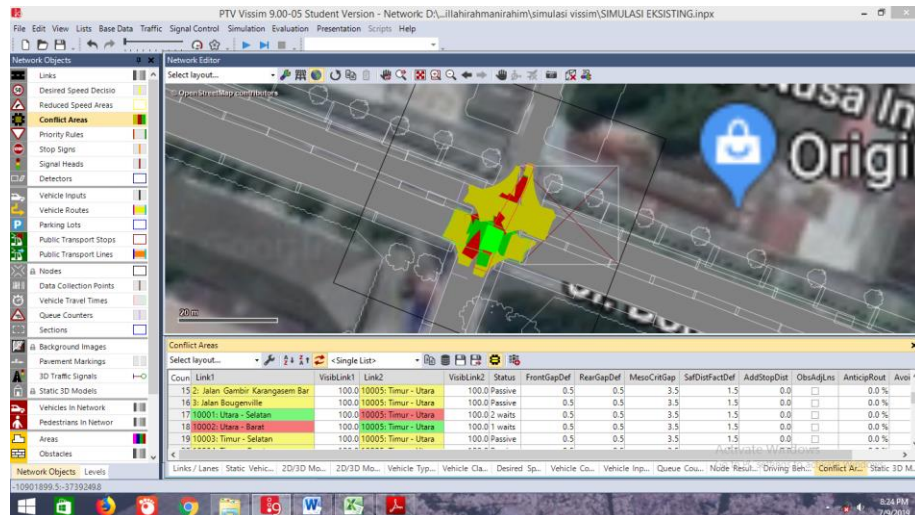 PTV Vissim 9.00-05 Student Version - Network: D:\...illahirahmanirahim\simulasi vissim\SIMULASI EKSISTING.inpx
File Edit View Lists Base Data Traffic Signal Control Simulation Evaluation Presentation Scripts Help
Network Objects
Links
Desired Speed Decisio
Reduced Speed Areas
Conflict Areas
Priority Rules
Stop Signs
Signal Heads
Detectors
Vehicle Inputs
Vehicle Routes
Parking Lots
Public Transport Stops
Public Transport Lines
Nodes
Data Collection Points
Vehicle Travel Times
Queue Counters
Sections
Background Images
Pavement Markings
3D Traffic Signals
Static 3D Models
Vehicles In Network
Pedestrians In Networ
Areas
Obstacles
Network Objects Levels
-10901899.5:-3739249.8
Network Editor
Select layout...
© OpenStreetMap contributors
usa In
Origi
20 m
Conflict Areas
Select layout... <Single List>
Coun Link1 VisibLink1 Link2 VisibLink2 Status FrontGapDef RearGapDef MesoCritGap SafDistFactDef AddStopDist ObsAdjLns AnticipRout Avoi
15 2: Jalan Gambir Karangasem Bar 100.0 10005: Timur - Utara 100.0 Passive 0.5 0.5 3.5 1.5 0.0 0.0 %
16 3: Jalan Bougenville 100.0 10005: Timur - Utara 100.0 Passive 0.5 0.5 3.5 1.5 0.0 0.0 %
17 10001: Utara - Selatan 100.0 10005: Timur - Utara 100.0 2 waits 0.5 0.5 3.5 1.5 0.0 0.0 %
18 10002: Utara - Barat 100.0 10005: Timur - Utara 100.0 1 waits 0.5 0.5 3.5 1.5 0.0 0.0 %
19 10003: Timur - Selatan 100.0 10005: Timur - Utara 100.0 Passive 0.5 0.5 3.5 1.5 0.0 0.0 %
Activate Windows
Links / Lanes Static Vehic... 2D/3D Mo... 2D/3D Mo... Vehicle Typ... Vehicle Cla... Desired Sp... Vehicle Co... Vehicle Inp... Queue Cou... Node Resul... Driving Beh... Conflict Ar... Static 3D M...
8:24 PM
7/9/2019